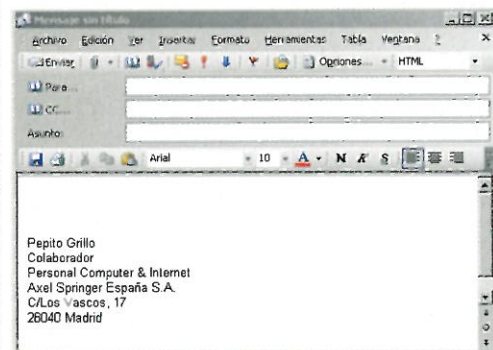 Mensaje sin título
Archivo Edición Ver Insertar Formato Herramientas Tabla Ventana ?
Enviar Opciones... HTML
Para...
CC...
Asunto:
Arial 10 A N K S
Pepito Grillo
Colaborador
Personal Computer & Internet
Axel Springer España S.A.
C/Los Vascos, 17
28040 Madrid